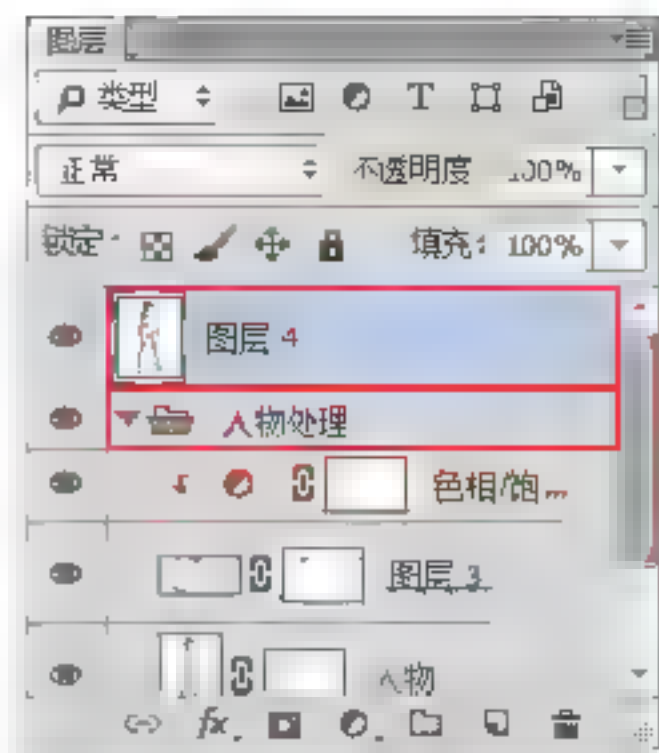 图层
类型
正常 不透明度 100%
锁定: 填充: 100%
图层 4
人物处理
色相/饱...
图层 3
人物
fx.